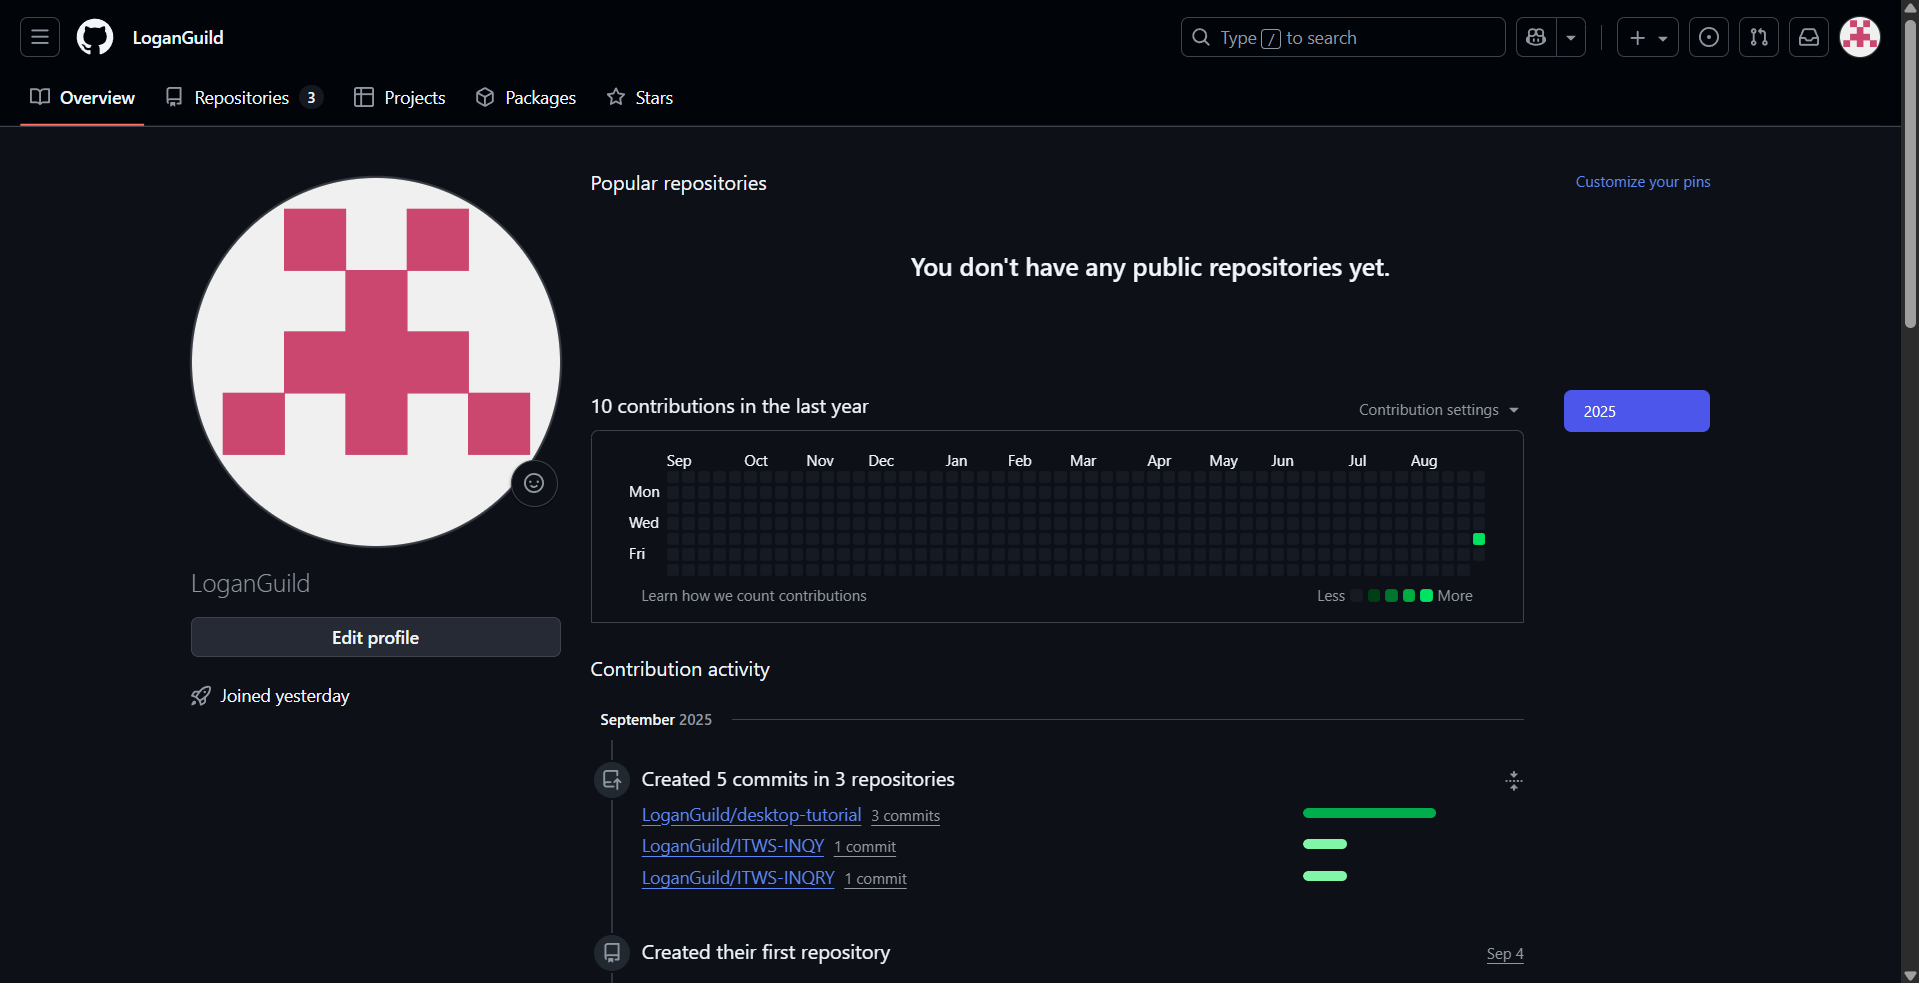 LoganGuild
Type / to search
Overview
Repositories 3
Projects
Packages
Stars
LoganGuild
Edit profile
Joined yesterday
Popular repositories
Customize your pins
You don't have any public repositories yet.
10 contributions in the last year
Contribution settings
2025
Sep Oct Nov Dec Jan Feb Mar Apr May Jun Jul Aug
Mon
Wed
Fri
Learn how we count contributions
Less More
Contribution activity
September 2025
Created 5 commits in 3 repositories
LoganGuild/desktop-tutorial 3 commits
LoganGuild/ITWS-INQY 1 commit
LoganGuild/ITWS-INQRY 1 commit
Created their first repository
Sep 4